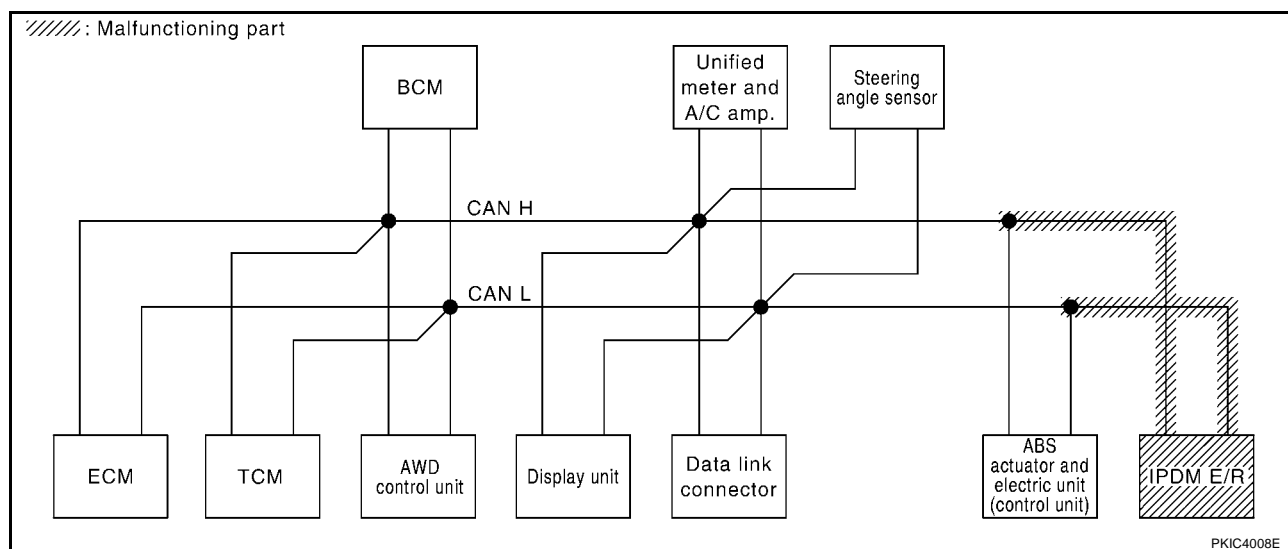 : Malfunctioning part
BCM
Unified
meter and
A/C amp.
Steering
angle sensor
CAN H
CAN L
ECM
TCM
AWD
control unit
Display unit
Data link
connector
ABS
actuator and
electric unit
(control unit)
IPDM E/R
PKIC4008E